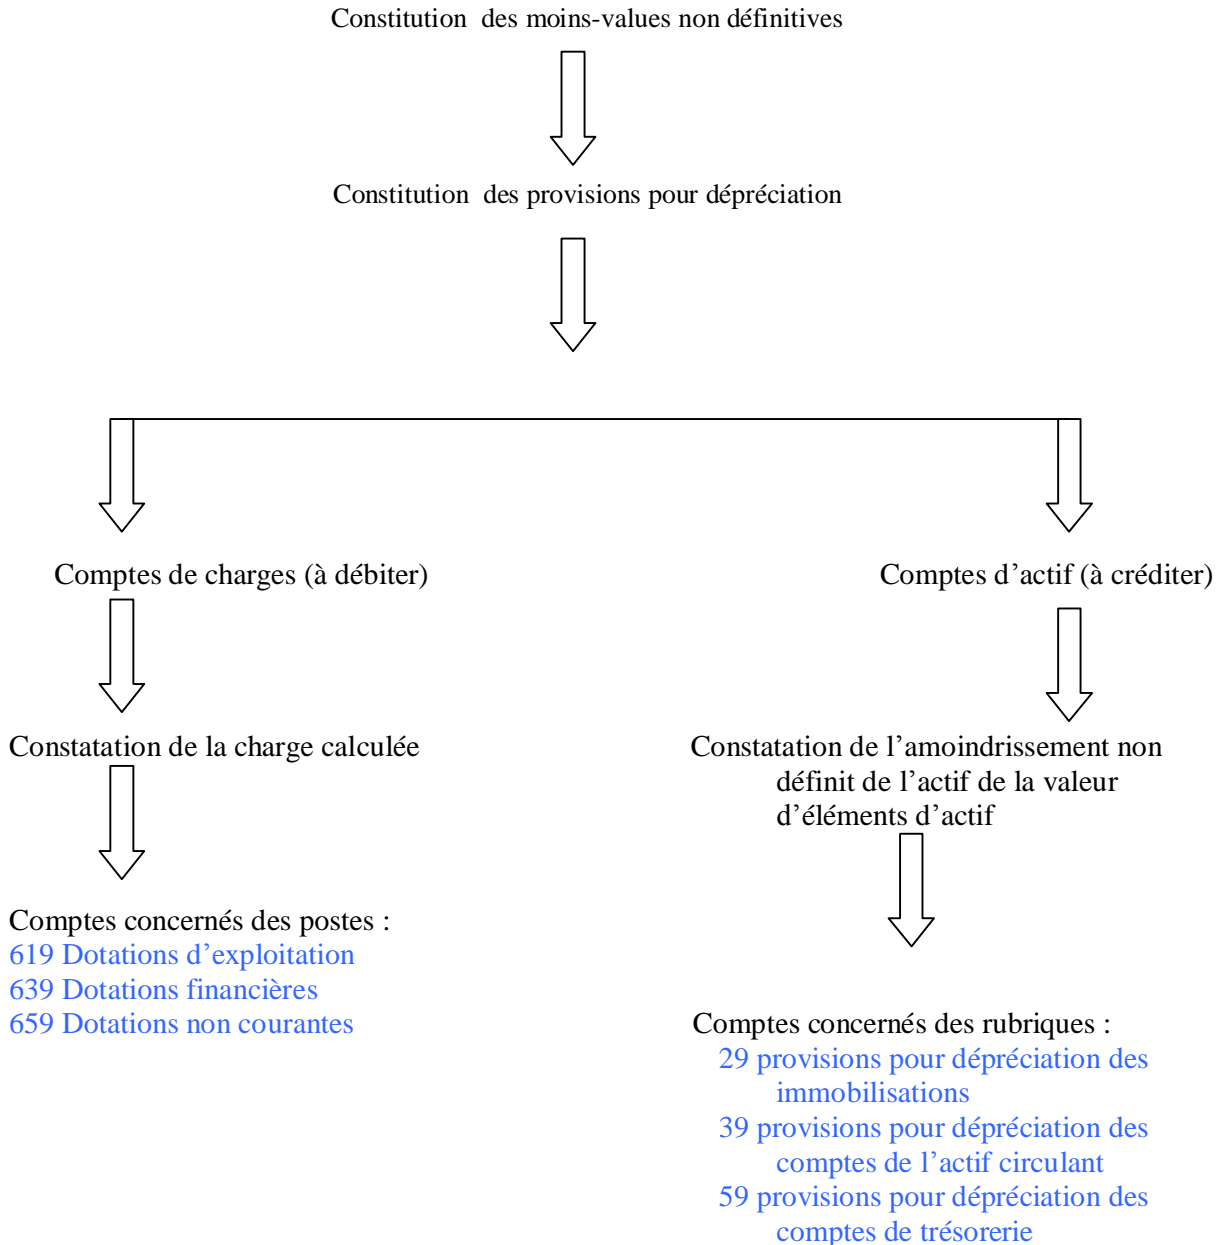 Constitution des moins-values non définitives
Constitution des provisions pour dépréciation
Comptes de charges (à débiter)
Comptes d’actif (à créditer)
Constatation de la charge calculée
Constatation de l’amoindrissement non
définit de l’actif de la valeur
d’éléments d’actif
Comptes concernés des postes :
619 Dotations d’exploitation
639 Dotations financières
659 Dotations non courantes
Comptes concernés des rubriques :
29 provisions pour dépréciation des
immobilisations
39 provisions pour dépréciation des
comptes de l’actif circulant
59 provisions pour dépréciation des
comptes de trésorerie